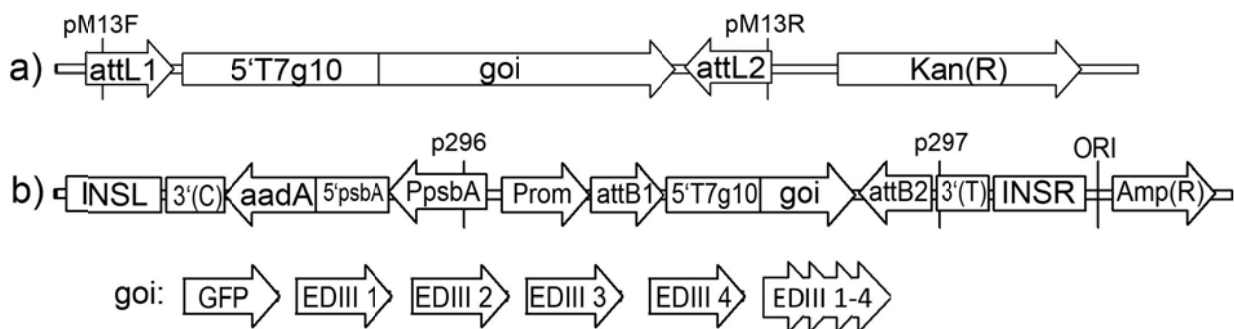 pM13F pM13R
a) attL1 5‘T7g10 goi attL2 Kan(R)
p296 p297 ORI
b) INSL 3‘(C) aadA 5‘psbA PpsbA Prom attB1 5‘T7g10 goi attB2 3‘(T) INSR Amp(R)
goi: GFP EDIII 1 EDIII 2 EDIII 3 EDIII 4 EDIII 1-4